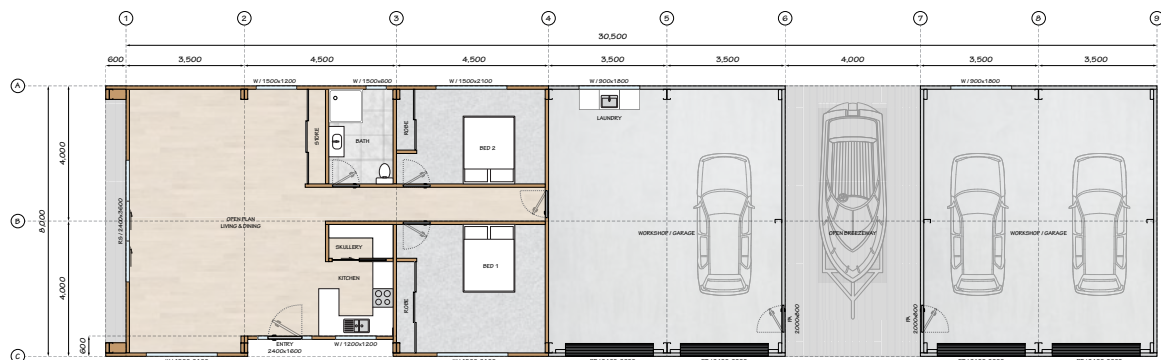 1 2 3 4 5 6 7 8 9
30,500
600 3,500 4,500 4,500 3,500 3,500 4,000 3,500 3,500
W / 1500x1200 W / 1500x600 W / 1500x2100 W / 900x1800 W / 900x1800
A
LAUNDRY
STORE
BATH
ROBE
BED 2
4,000
8,000
RS / 2400x3600
B
OPEN PLAN
LIVING & DINING
WORKSHOP / GARAGE
OPEN BREEZEWAY
WORKSHOP / GARAGE
SKULLERY
BED 1
KITCHEN
4,000
ROBE
PA
2000x800
PA
2000x800
600
ENTRY
2400x1600
W / 1200x1200
C